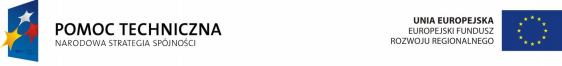 POMOC TECHNICZNA
NARODOWA STRATEGIA SPÓJNOŚCI
UNIA EUROPEJSKA
EUROPEJSKI FUNDUSZ
ROZWOJU REGIONALNEGO